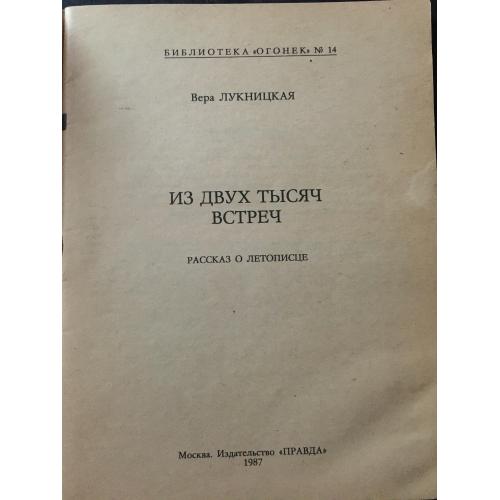 БИБЛИОТЕКА «ОГОНЕК» № 14
Вера ЛУКНИЦКАЯ
ИЗ ДВУХ ТЫСЯЧ
ВСТРЕЧ
РАССКАЗ О ЛЕТОПИСЦЕ
Москва. Издательство «ПРАВДА»
1987